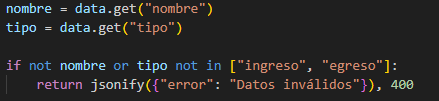 nombre = data.get("nombre")
tipo = data.get("tipo")
if not nombre or tipo not in ["ingreso", "egreso"]:
    return jsonify({"error": "Datos inválidos"}), 400